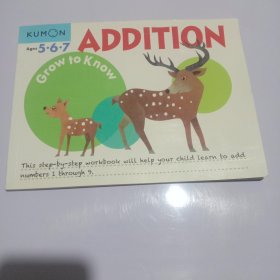 KUMON
Ages 5·6·7
ADDITION
Grow to Know
This step-by-step workbook will help your child learn to add
numbers 1 through 9.